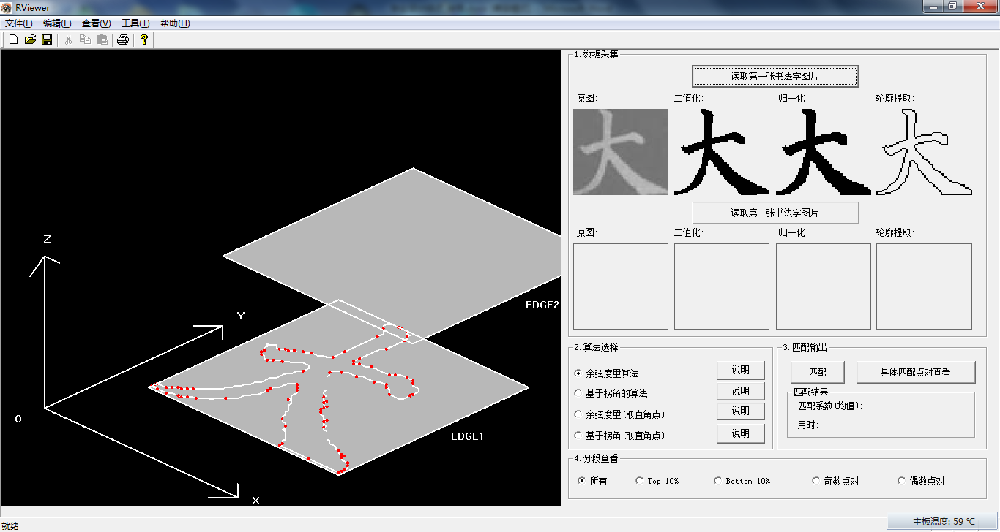 RViewer
文件(F) 编辑(E) 查看(V) 工具(T) 帮助(H)
Z
Y
O
X
EDGE2
EDGE1
1.数据采集
读取第一张书法字图片
原图: 二值化: 归一化: 轮廓提取:
大 大 大 大
读取第二张书法字图片
原图: 二值化: 归一化: 轮廓提取:
2.算法选择
余弦度量算法 说明
基于拐角的算法 说明
余弦度量(取直角点) 说明
基于拐角(取直角点) 说明
3.匹配输出
匹配 具体匹配点对查看
匹配结果
匹配系数(均值):
用时:
4.分段查看
所有 Top 10% Bottom 10% 奇数点对 偶数点对
就绪
主板温度: 59 ℃